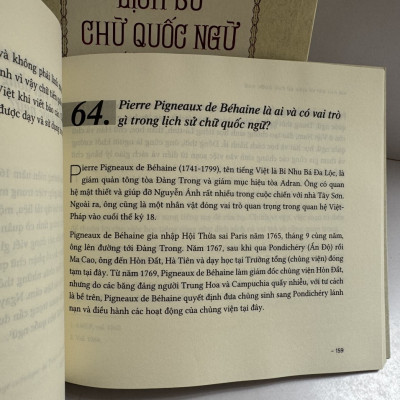 LỊCH SỬ
CHỮ QUỐC NGỮ
và không phải
nh vì vậy chữ
Việt khi viết báo
được dạy và sử dụng
64. Pierre Pigneaux de Béhaine là ai và có vai trò
gì trong lịch sử chữ quốc ngữ?
Pierre Pigneaux de Béhaine (1741-1799), tên tiếng Việt là Bỉ Nhu Bá Đa Lộc, là
giám quản tông tòa Đàng Trong và giám mục hiệu tòa Adran. Ông có quan
hệ mật thiết và giúp đỡ Nguyễn Ánh rất nhiều trong cuộc chiến với nhà Tây Sơn.
Ngoài ra, ông cũng là một nhân vật đóng vai trò quan trọng trong quan hệ Việt-
Pháp vào cuối thế kỷ 18.
Pigneaux de Béhaine gia nhập Hội Thừa sai Paris năm 1765, tháng 9 cùng năm,
ông lên đường tới Đàng Trong. Năm 1767, sau khi qua Pondichéry (Ấn Độ) rồi
Ma Cao, ông đến Hòn Đất, Hà Tiên và dạy học tại Trường tổng (chủng viện) đóng
tạm tại đây. Từ năm 1769, Pigneaux de Béhaine làm giám đốc chủng viện Hòn Đất,
nhưng do các băng đảng người Trung Hoa và Campuchia quấy nhiễu, với tư cách
là bề trên, Pigneaux de Béhaine quyết định đưa chủng sinh sang Pondichéry lánh
nạn và điều hành các hoạt động của chủng viện tại đây.
- 159